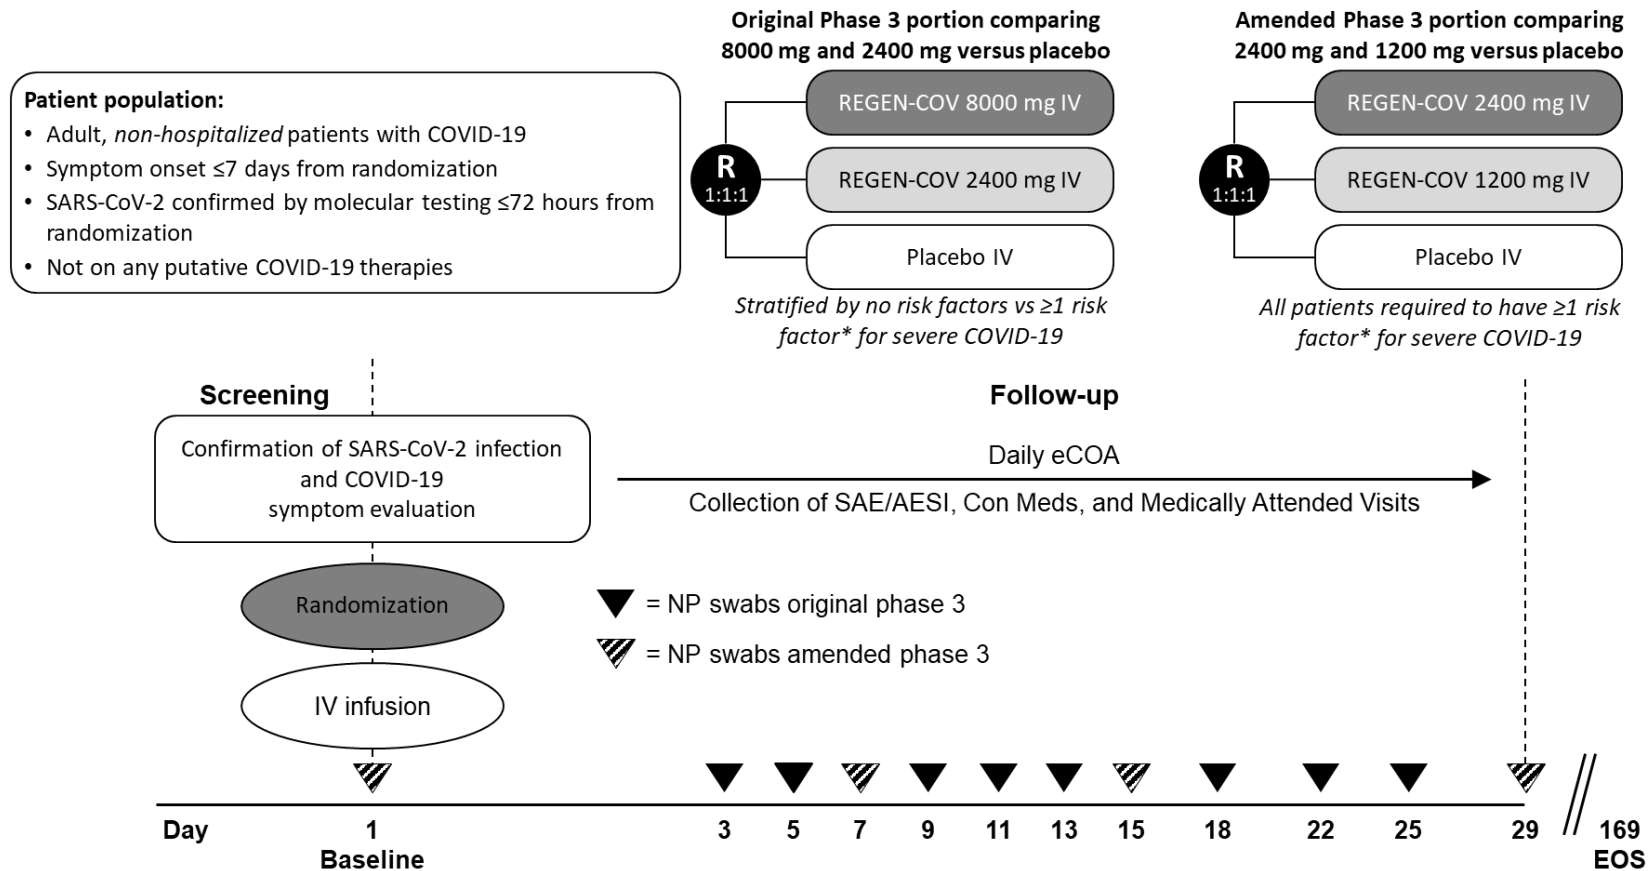 Original Phase 3 portion comparing
8000 mg and 2400 mg versus placebo
Amended Phase 3 portion comparing
2400 mg and 1200 mg versus placebo
Patient population:
• Adult, non-hospitalized patients with COVID-19
• Symptom onset ≤7 days from randomization
• SARS-CoV-2 confirmed by molecular testing ≤72 hours from
randomization
• Not on any putative COVID-19 therapies
R
1:1:1
REGEN-COV 8000 mg IV
REGEN-COV 2400 mg IV
Placebo IV
Stratified by no risk factors vs ≥1 risk
factor* for severe COVID-19
R
1:1:1
REGEN-COV 2400 mg IV
REGEN-COV 1200 mg IV
Placebo IV
All patients required to have ≥1 risk
factor* for severe COVID-19
Screening
Follow-up
Confirmation of SARS-CoV-2 infection
and COVID-19
symptom evaluation
Daily eCOA
Collection of SAE/AESI, Con Meds, and Medically Attended Visits
Randomization
= NP swabs original phase 3
= NP swabs amended phase 3
IV infusion
Day 1 3 5 7 9 11 13 15 18 22 25 29 169
Baseline EOS